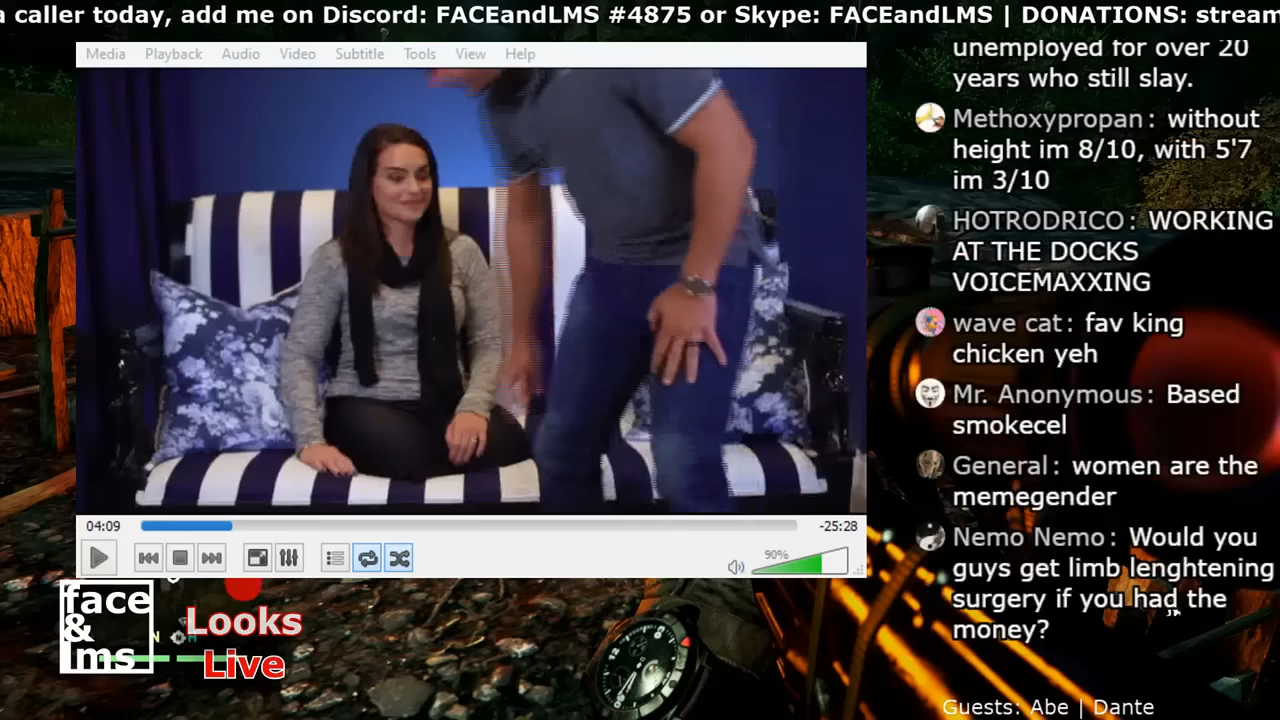 a caller today, add me on Discord: FACEandLMS #4875 or Skype: FACEandLMS | DONATIONS: stream
Media Playback Audio Video Subtitle Tools View Help
04:09
-25:28
90%
unemployed for over 20
years who still slay.
Methoxypropan: without
height im 8/10, with 5'7
im 3/10
HOTRODRICO: WORKING
AT THE DOCKS
VOICEMAXXING
wave cat: fav king
chicken yeh
Mr. Anonymous: Based
smokecel
General: women are the
memegender
Nemo Nemo: Would you
guys get limb lenghtening
surgery if you had the
money?
face
&
lms
Looks
Live
N
Guests: Abe | Dante